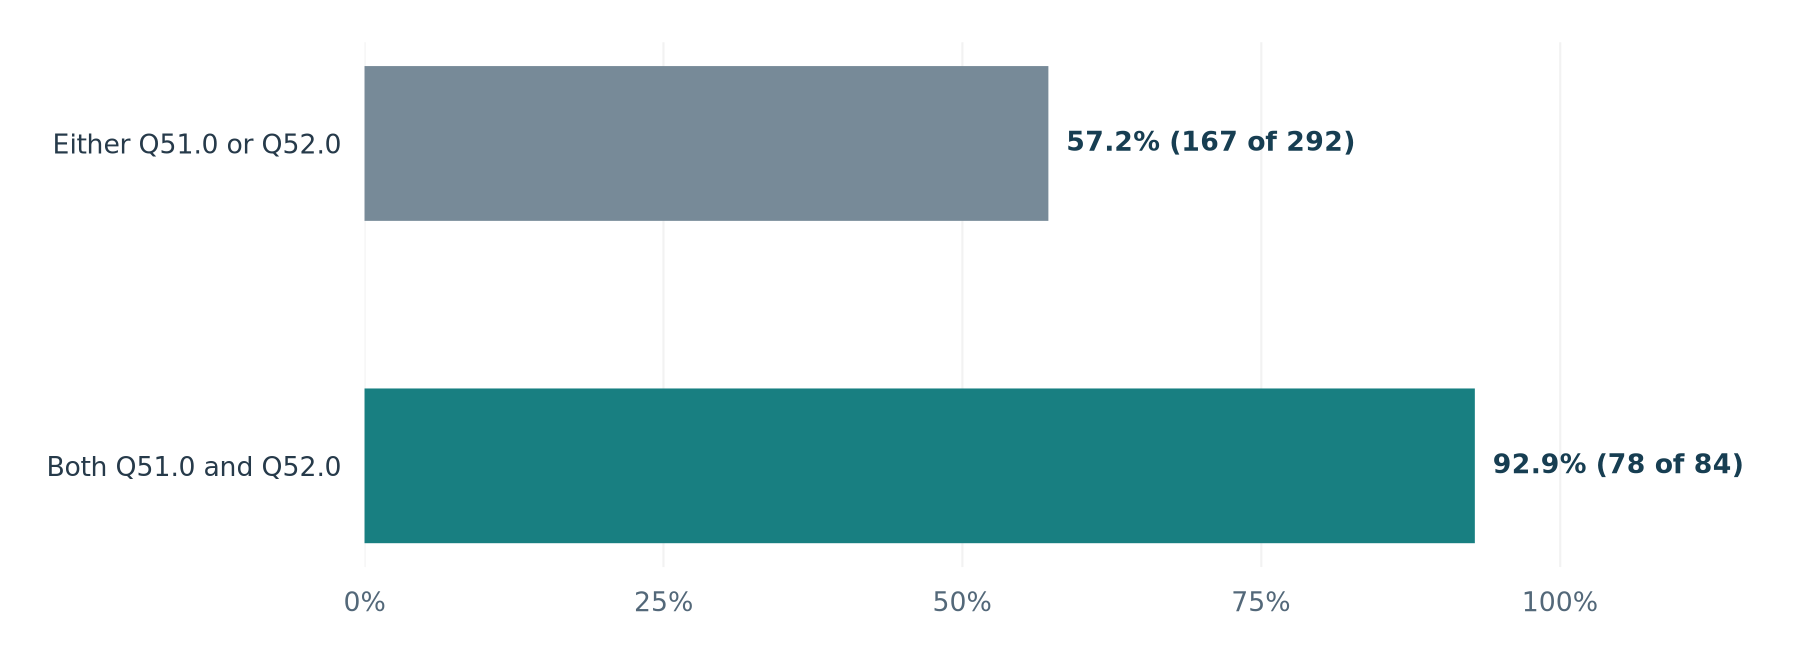 Either Q51.0 or Q52.0
57.2% (167 of 292)
Both Q51.0 and Q52.0
92.9% (78 of 84)
0%
25%
50%
75%
100%